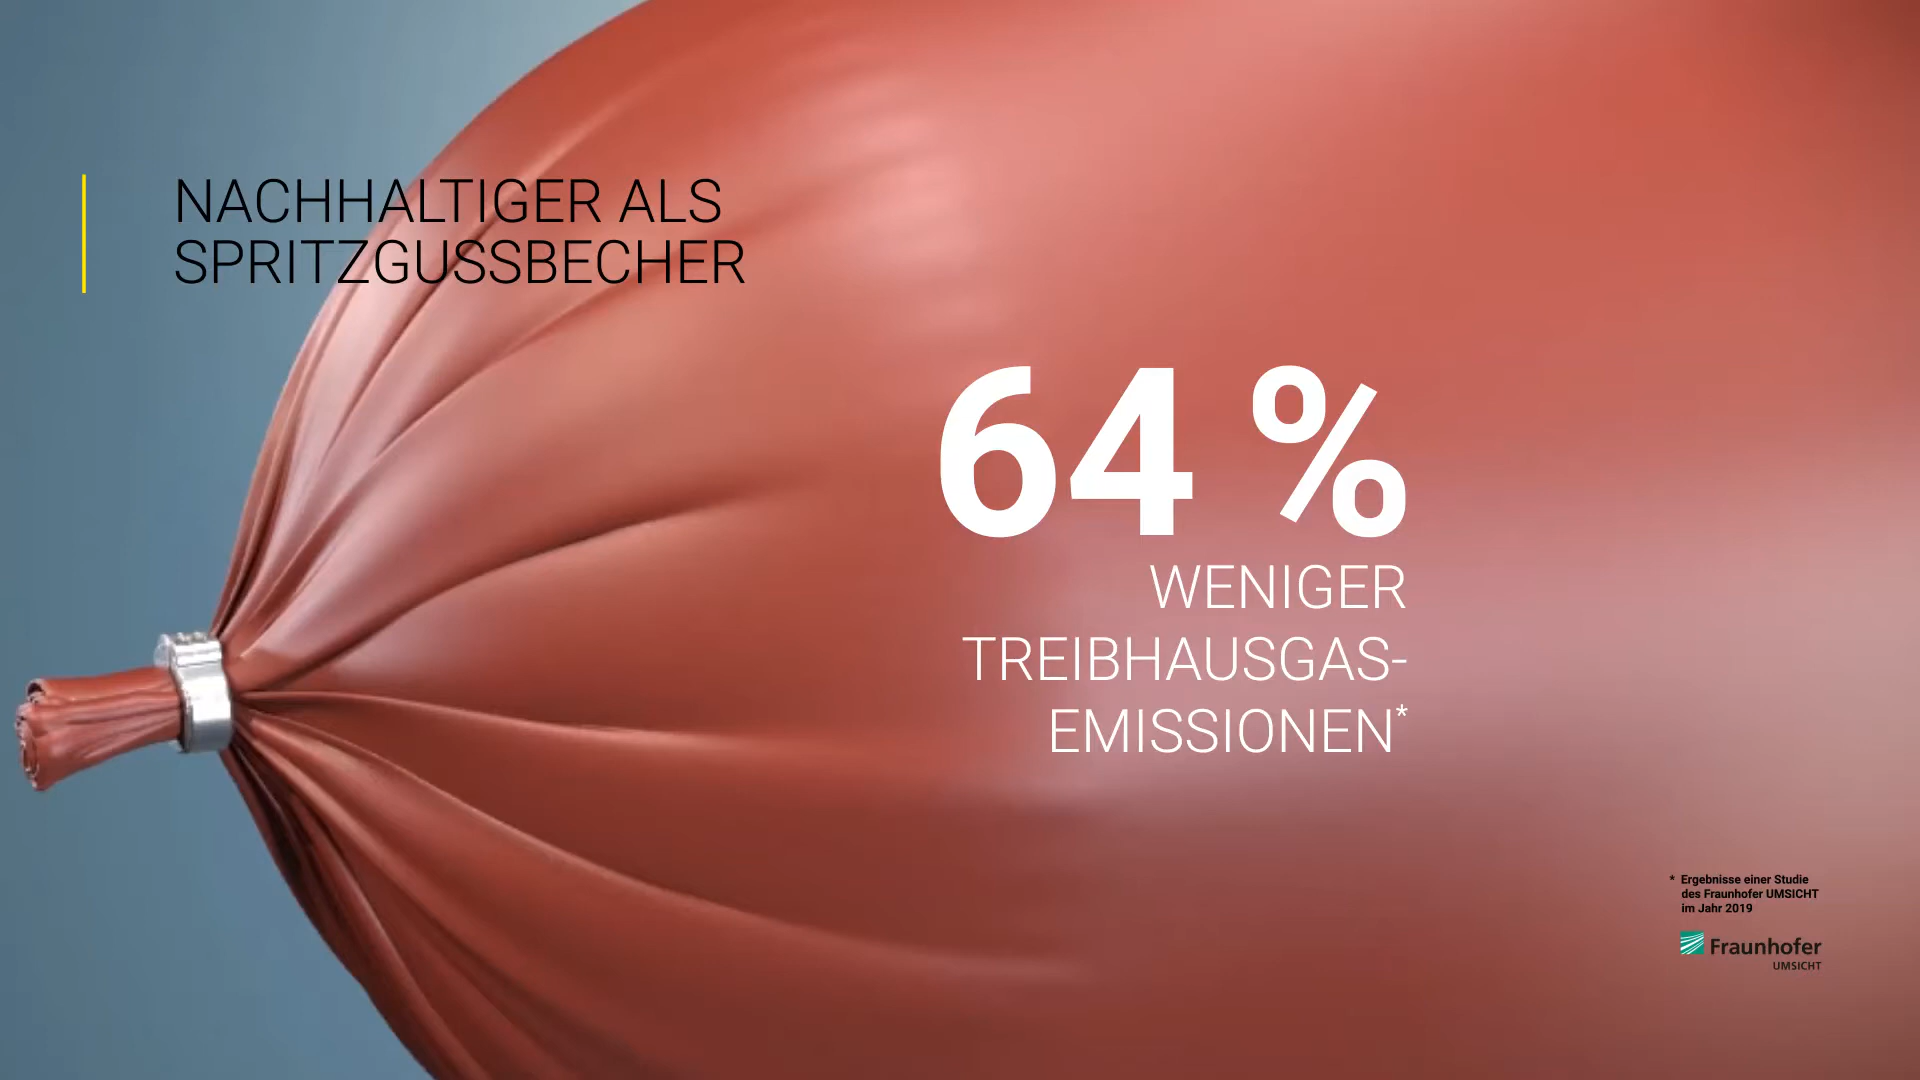 NACHHALTIGER ALS
SPRITZGUSSBECHER
64 %
WENIGER
TREIBHAUSGAS-
EMISSIONEN*
* Ergebnisse einer Studie
des Fraunhofer UMSICHT
im Jahr 2019
Fraunhofer
UMSICHT